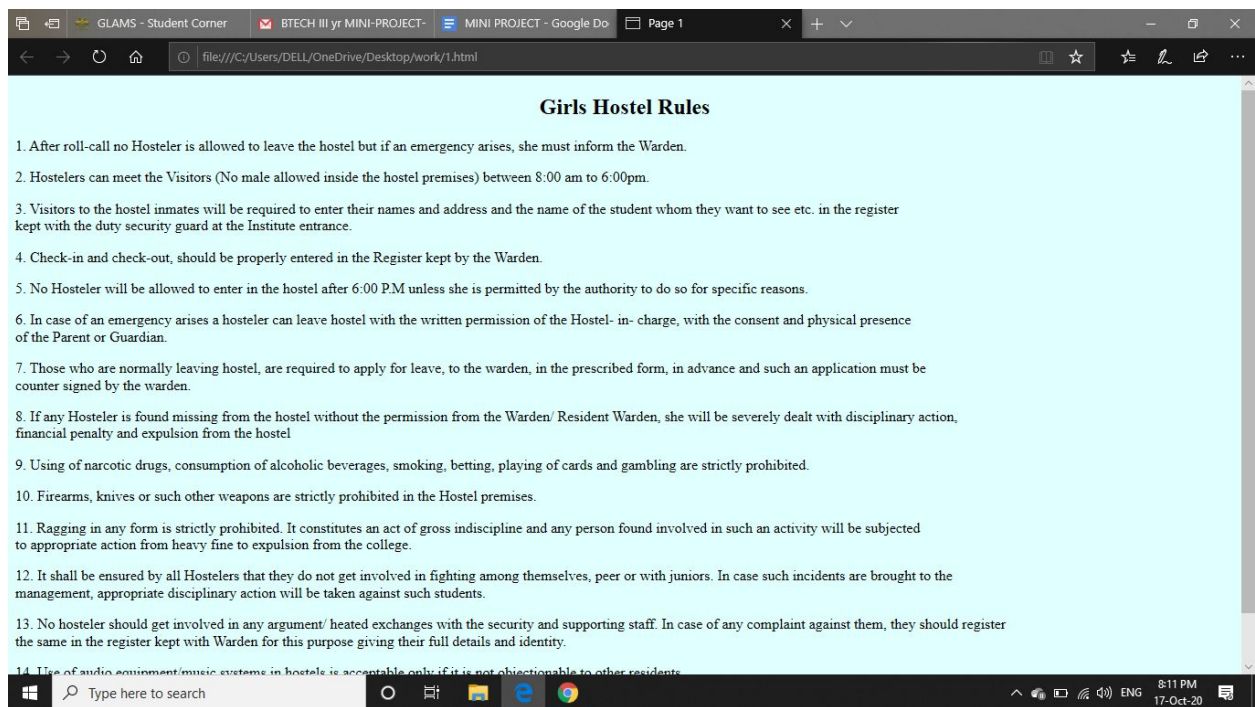 GLAMS - Student Corner
BTECH III yr MINI-PROJECT-
MINI PROJECT - Google Do
Page 1
file:///C:/Users/DELL/OneDrive/Desktop/work/1.html
Girls Hostel Rules
1. After roll-call no Hosteler is allowed to leave the hostel but if an emergency arises, she must inform the Warden.
2. Hostelers can meet the Visitors (No male allowed inside the hostel premises) between 8:00 am to 6:00pm.
3. Visitors to the hostel inmates will be required to enter their names and address and the name of the student whom they want to see etc. in the register
kept with the duty security guard at the Institute entrance.
4. Check-in and check-out, should be properly entered in the Register kept by the Warden.
5. No Hosteler will be allowed to enter in the hostel after 6:00 P.M unless she is permitted by the authority to do so for specific reasons.
6. In case of an emergency arises a hosteler can leave hostel with the written permission of the Hostel- in- charge, with the consent and physical presence
of the Parent or Guardian.
7. Those who are normally leaving hostel, are required to apply for leave, to the warden, in the prescribed form, in advance and such an application must be
counter signed by the warden.
8. If any Hosteler is found missing from the hostel without the permission from the Warden/ Resident Warden, she will be severely dealt with disciplinary action,
financial penalty and expulsion from the hostel
9. Using of narcotic drugs, consumption of alcoholic beverages, smoking, betting, playing of cards and gambling are strictly prohibited.
10. Firearms, knives or such other weapons are strictly prohibited in the Hostel premises.
11. Ragging in any form is strictly prohibited. It constitutes an act of gross indiscipline and any person found involved in such an activity will be subjected
to appropriate action from heavy fine to expulsion from the college.
12. It shall be ensured by all Hostelers that they do not get involved in fighting among themselves, peer or with juniors. In case such incidents are brought to the
management, appropriate disciplinary action will be taken against such students.
13. No hosteler should get involved in any argument/ heated exchanges with the security and supporting staff. In case of any complaint against them, they should register
the same in the register kept with Warden for this purpose giving their full details and identity.
14. Use of audio equipment/music systems in hostels is acceptable only if it is not objectionable to other residents
Type here to search
ENG
8:11 PM
17-Oct-20